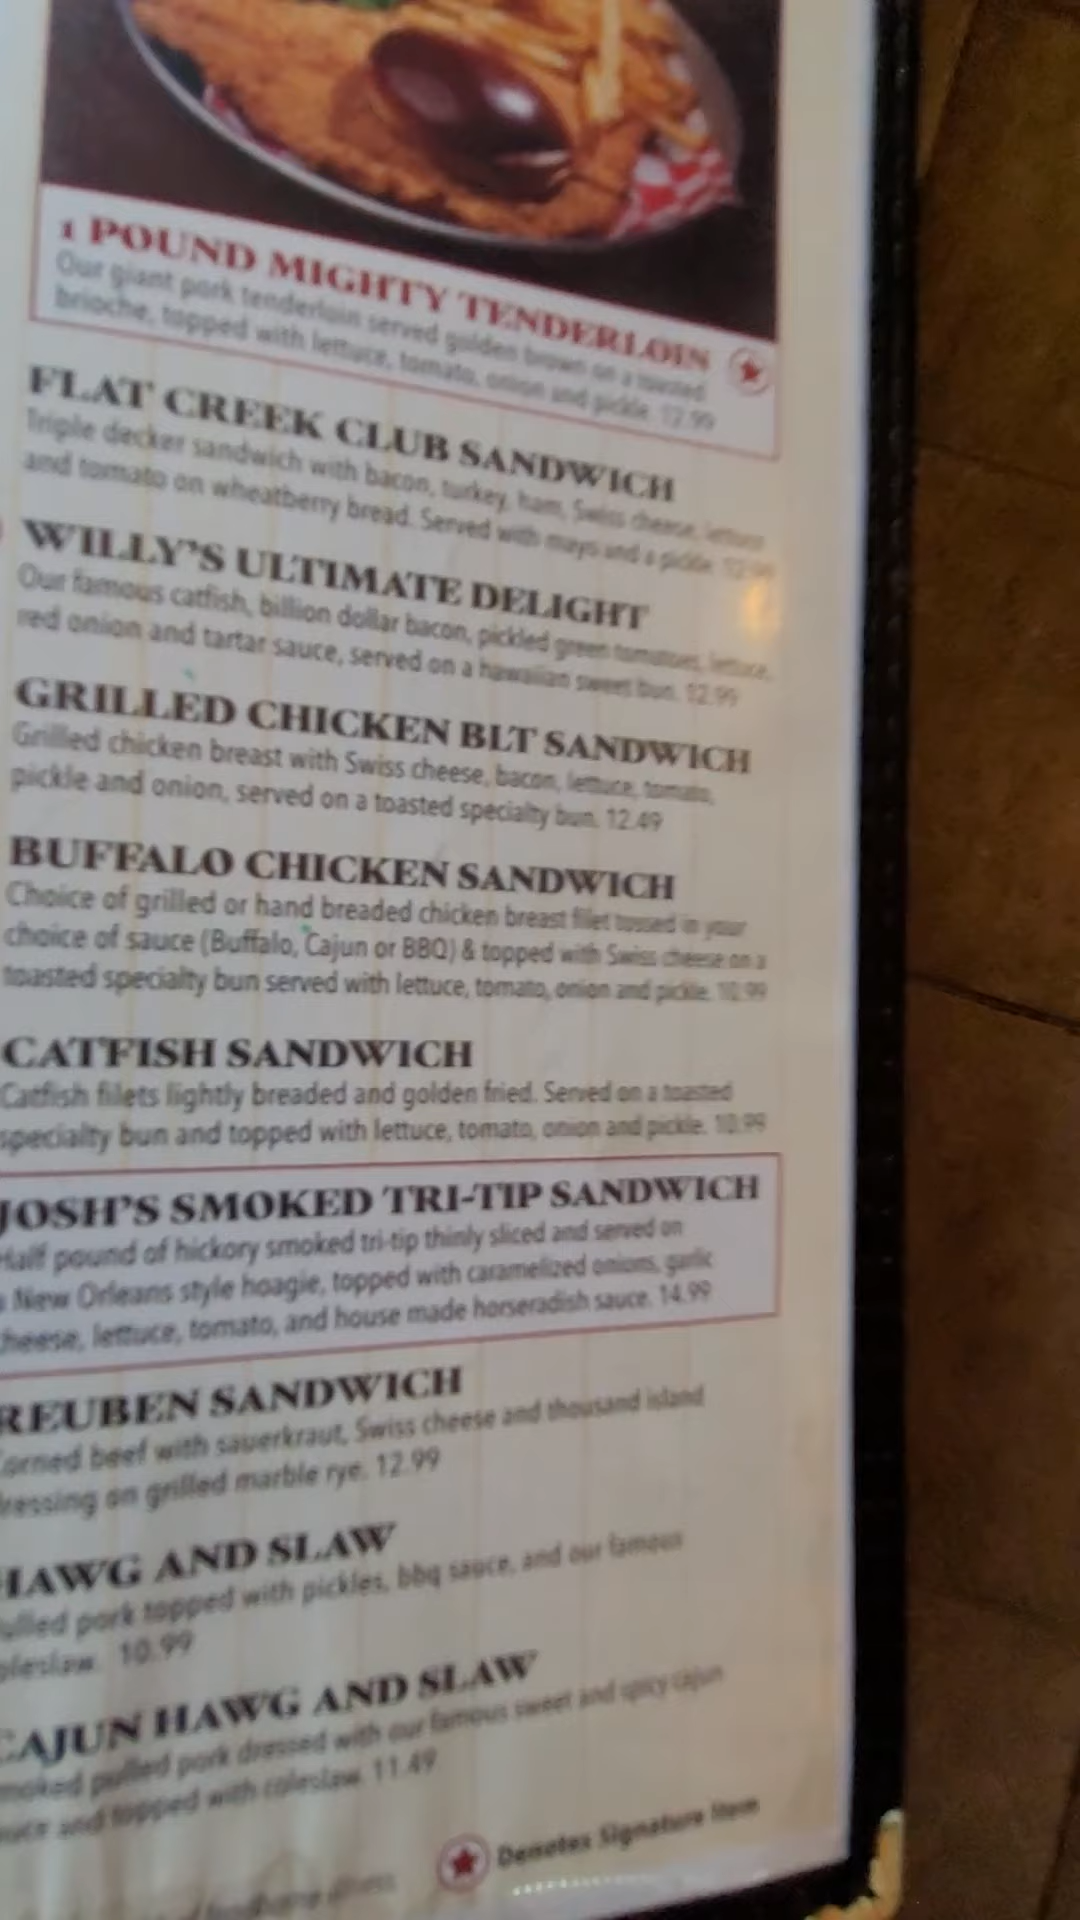 1 POUND MIGHTY TENDERLOIN
Our giant pork tenderloin served golden brown on a toasted
brioche, topped with lettuce, tomato, onion and pickle. 12.99
FLAT CREEK CLUB SANDWICH
Triple decker sandwich with bacon, turkey, ham, Swiss cheese, lettuce
and tomato on wheatberry bread. Served with mayo and a pickle. 12.99
WILLY'S ULTIMATE DELIGHT
Our famous catfish, billion dollar bacon, pickled green tomatoes, lettuce,
red onion and tartar sauce, served on a hawaiian sweet bun. 12.99
GRILLED CHICKEN BLT SANDWICH
Grilled chicken breast with Swiss cheese, bacon, lettuce, tomato,
pickle and onion, served on a toasted specialty bun. 12.49
BUFFALO CHICKEN SANDWICH
Choice of grilled or hand breaded chicken breast filet tossed in your
choice of sauce (Buffalo, Cajun or BBQ) & topped with Swiss cheese on a
toasted specialty bun served with lettuce, tomato, onion and pickle. 10.99
CATFISH SANDWICH
Catfish filets lightly breaded and golden fried. Served on a toasted
specialty bun and topped with lettuce, tomato, onion and pickle. 10.99
JOSH'S SMOKED TRI-TIP SANDWICH
Half pound of hickory smoked tri-tip thinly sliced and served on
a New Orleans style hoagie, topped with caramelized onions, garlic
cheese, lettuce, tomato, and house made horseradish sauce. 14.99
REUBEN SANDWICH
Corned beef with sauerkraut, Swiss cheese and thousand island
dressing on grilled marble rye. 12.99
HAWG AND SLAW
Pulled pork topped with pickles, bbq sauce, and our famous
coleslaw. 10.99
CAJUN HAWG AND SLAW
Smoked pulled pork dressed with our famous sweet and spicy cajun
sauce and topped with coleslaw. 11.49
Denotes Signature Item
illness